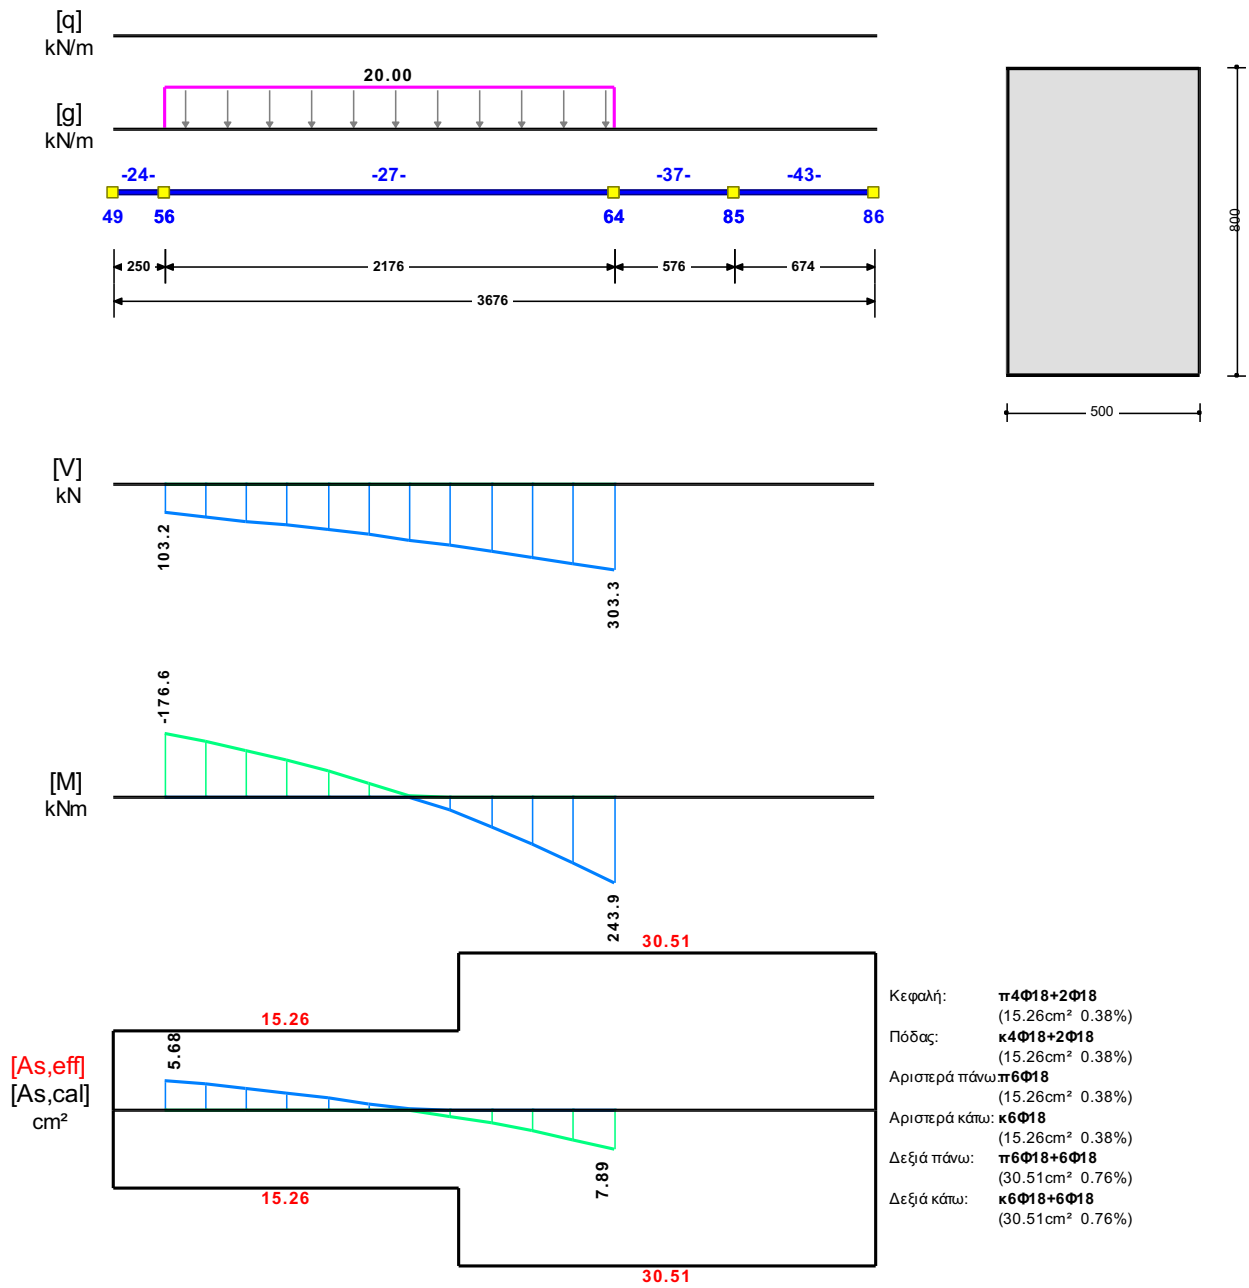 [q]
kN/m
20.00
[g]
kN/m
-24-
-27-
-37-
-43-
49
56
64
85
86
250
2176
576
674
3676
800
500
[V]
kN
103.2
303.3
-176.6
[M]
kNm
243.9
30.51
15.26
5.68
[As,eff]
[As,cal]
cm²
7.89
15.26
30.51
Κεφαλή: π4Φ18+2Φ18
(15.26cm² 0.38%)
Πόδας: κ4Φ18+2Φ18
(15.26cm² 0.38%)
Αριστερά πάνω: π6Φ18
(15.26cm² 0.38%)
Αριστερά κάτω: κ6Φ18
(15.26cm² 0.38%)
Δεξιά πάνω: π6Φ18+6Φ18
(30.51cm² 0.76%)
Δεξιά κάτω: κ6Φ18+6Φ18
(30.51cm² 0.76%)